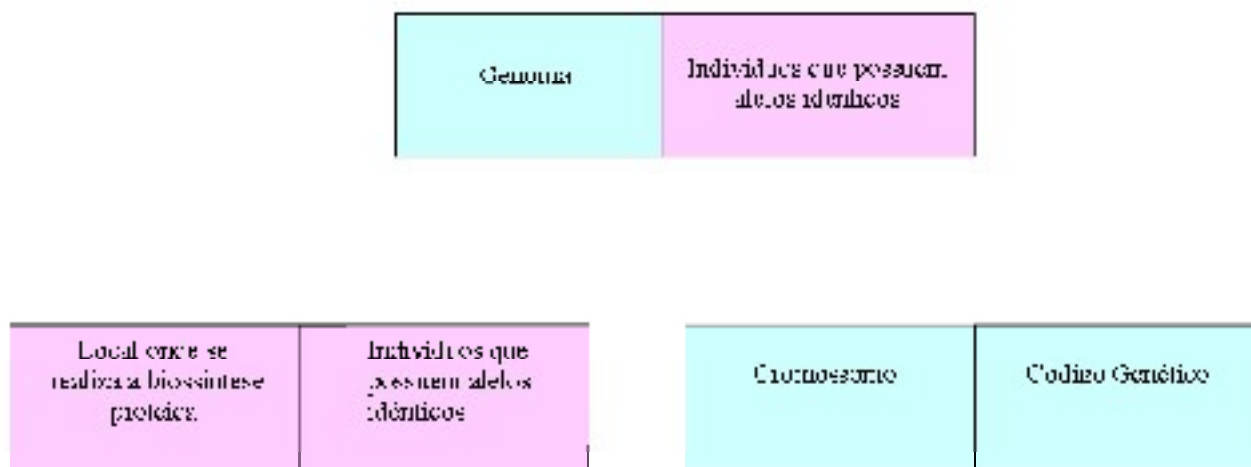 Genoma
Indivíduos que possuem
alelos idênticos
Local onde se
realiza a biossíntese
proteica
Indivíduos que
possuem alelos
idênticos
Cromossomo
Código Genético